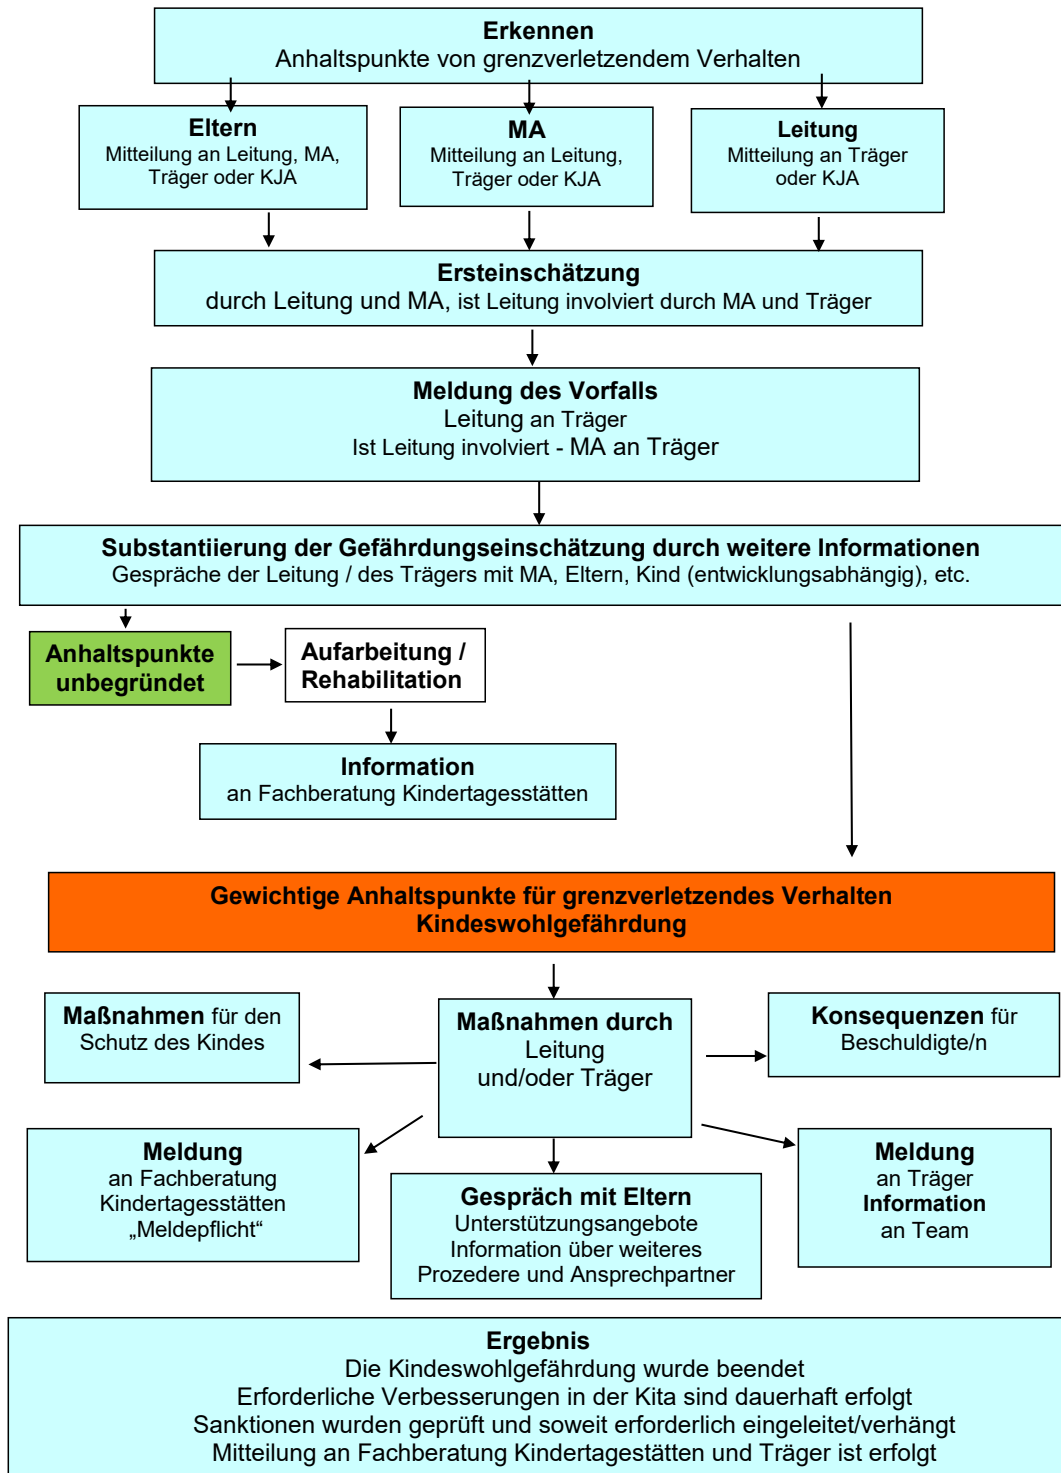 Erkennen
Anhaltspunkte von grenzverletzendem Verhalten
Eltern
Mitteilung an Leitung, MA,
Träger oder KJA
MA
Mitteilung an Leitung,
Träger oder KJA
Leitung
Mitteilung an Träger
oder KJA
Ersteinschätzung
durch Leitung und MA, ist Leitung involviert durch MA und Träger
Meldung des Vorfalls
Leitung an Träger
Ist Leitung involviert - MA an Träger
Substantiierung der Gefährdungseinschätzung durch weitere Informationen
Gespräche der Leitung / des Trägers mit MA, Eltern, Kind (entwicklungsabhängig), etc.
Anhaltspunkte
unbegründet
Aufarbeitung /
Rehabilitation
Information
an Fachberatung Kindertagesstätten
Gewichtige Anhaltspunkte für grenzverletzendes Verhalten
Kindeswohlgefährdung
Maßnahmen für den
Schutz des Kindes
Maßnahmen durch
Leitung
und/oder Träger
Konsequenzen für
Beschuldigte/n
Meldung
an Fachberatung
Kindertagesstätten
„Meldepflicht“
Gespräch mit Eltern
Unterstützungsangebote
Information über weiteres
Prozedere und Ansprechpartner
Meldung
an Träger
Information
an Team
Ergebnis
Die Kindeswohlgefährdung wurde beendet
Erforderliche Verbesserungen in der Kita sind dauerhaft erfolgt
Sanktionen wurden geprüft und soweit erforderlich eingeleitet/verhängt
Mitteilung an Fachberatung Kindertagestätten und Träger ist erfolgt